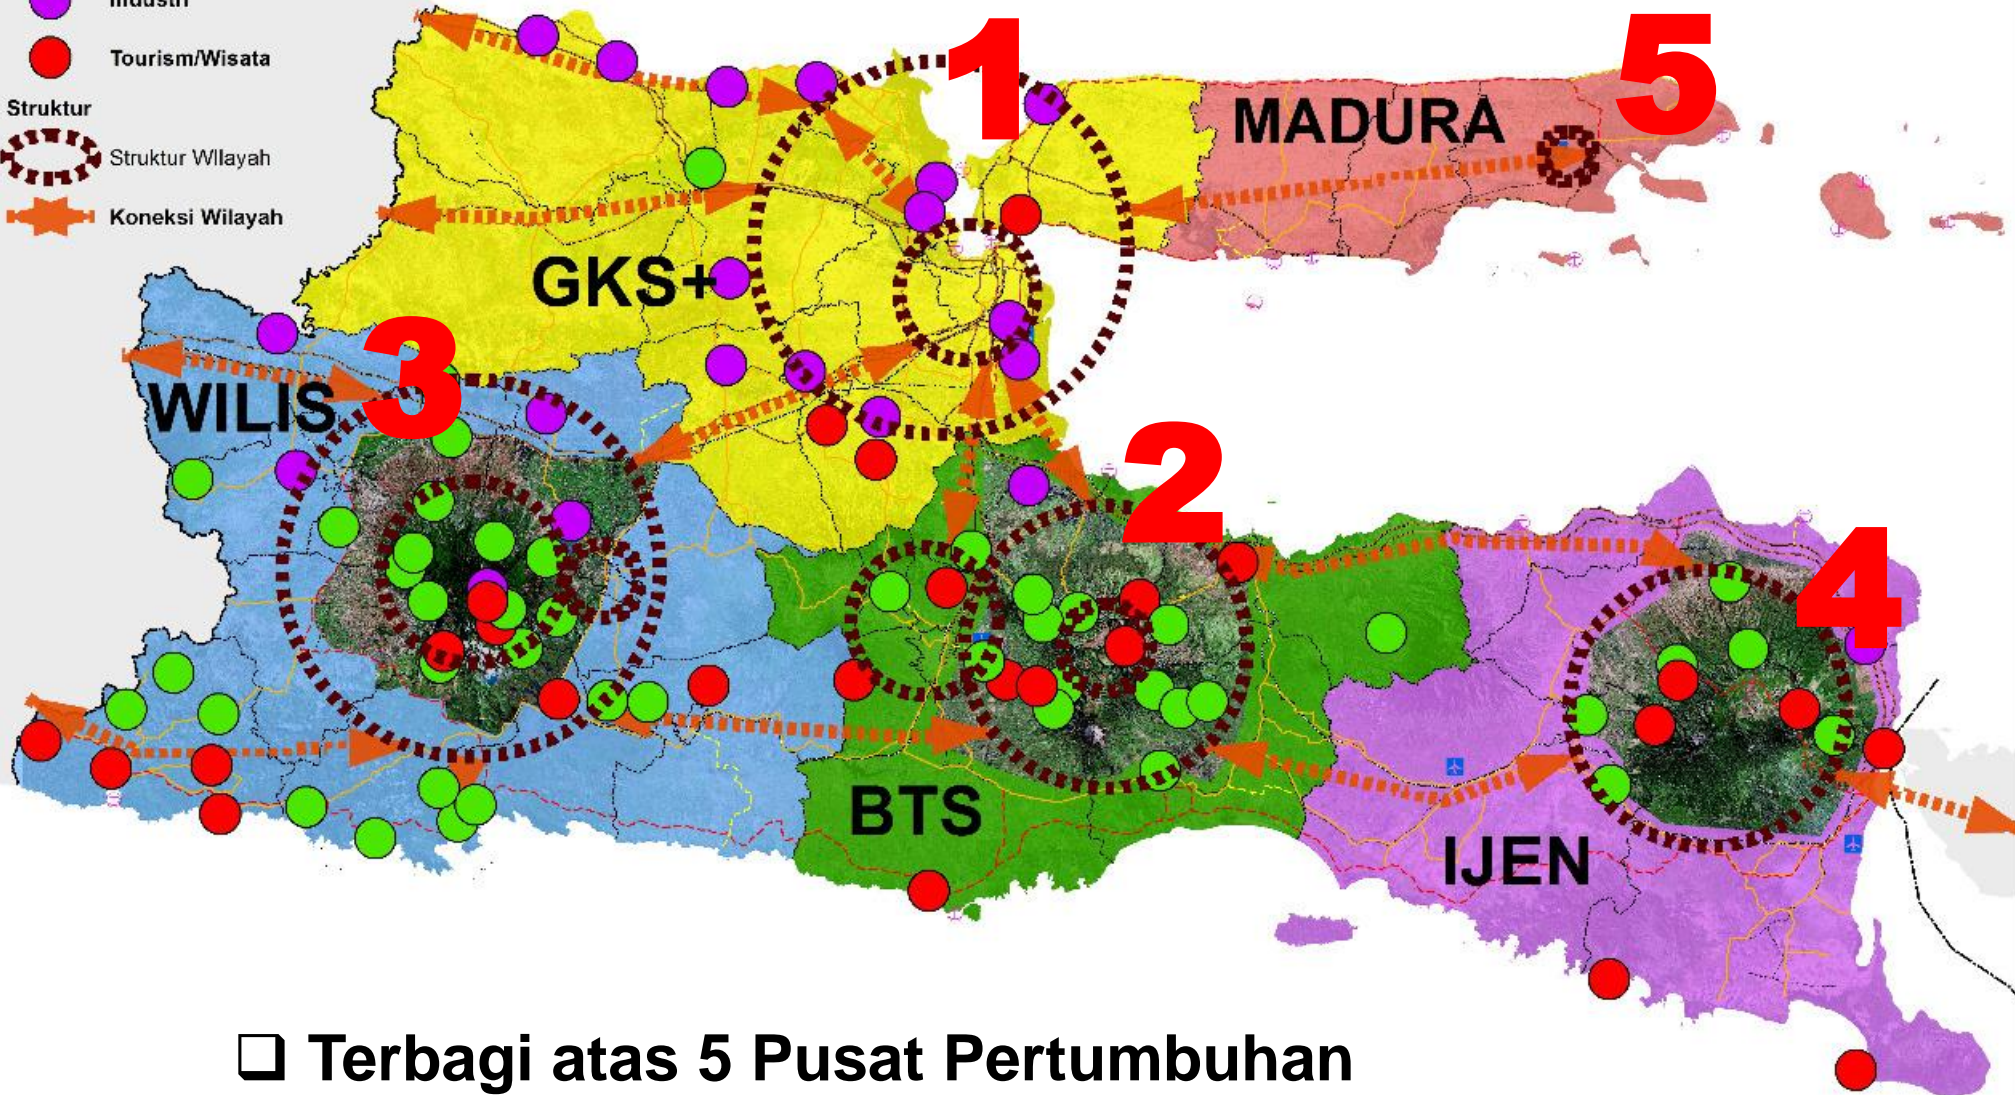 Industri
Tourism/Wisata
Struktur
Struktur WIlayah
Koneksi Wilayah
1
5
MADURA
GKS+
3
WILIS
2
4
BTS
IJEN
❑ Terbagi atas 5 Pusat Pertumbuhan